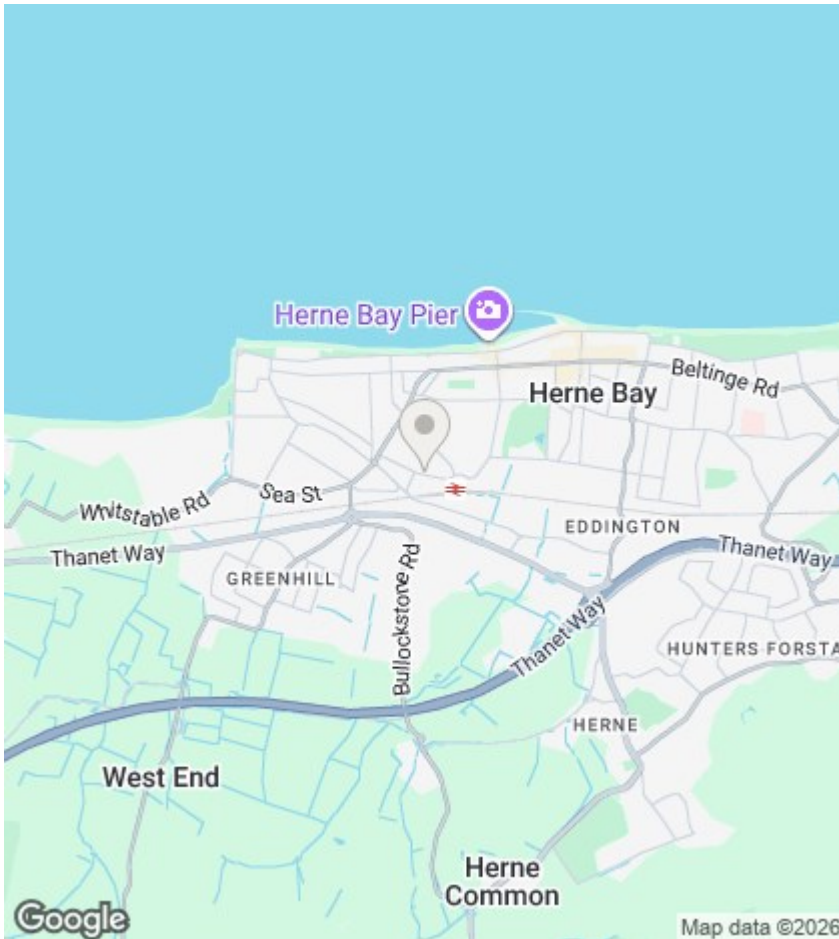 Herne Bay Pier
Beltinge Rd
Herne Bay
Whitstable Rd
Sea St
EDDINGTON
Thanet Way
Thanet Way
GREENHILL
Bullockstone Rd
Thanet Way
HUNTERS FORSTA
HERNE
West End
Herne
Common
Google
Map data ©2026